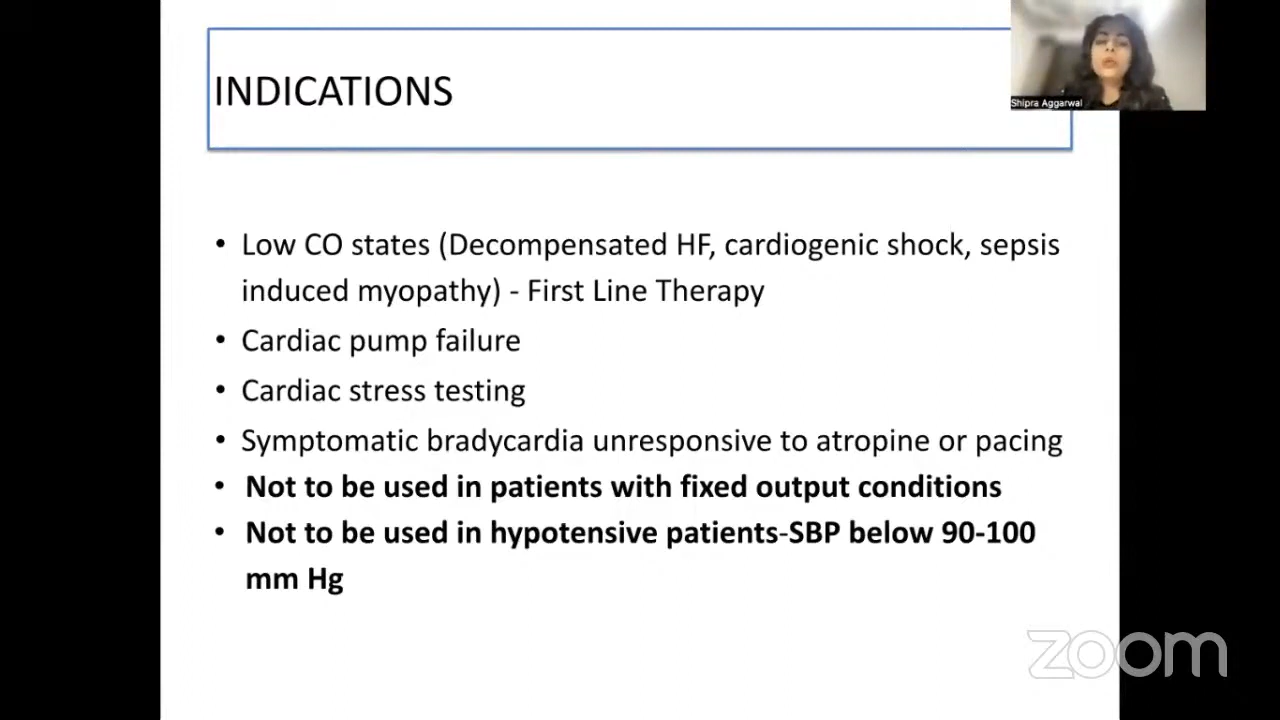 INDICATIONS
Shipra Aggarwal
• Low CO states (Decompensated HF, cardiogenic shock, sepsis
induced myopathy) - First Line Therapy
• Cardiac pump failure
• Cardiac stress testing
• Symptomatic bradycardia unresponsive to atropine or pacing
• Not to be used in patients with fixed output conditions
• Not to be used in hypotensive patients-SBP below 90-100
mm Hg
zoom